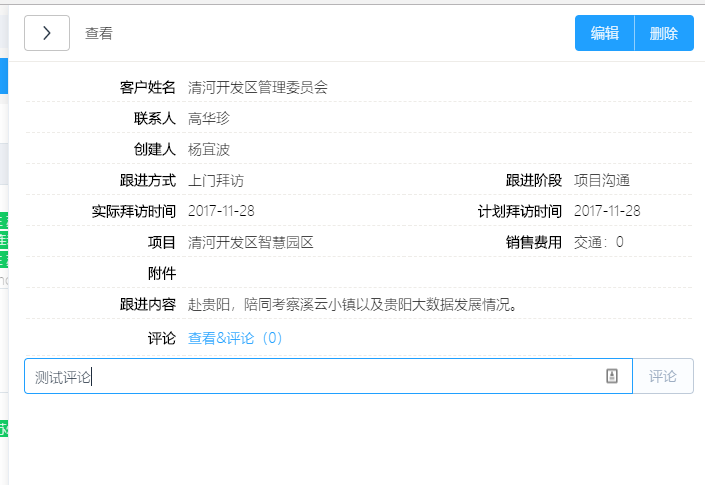 查看 编辑 删除
客户姓名 清河开发区管理委员会
联系人 高华珍
创建人 杨宜波
跟进方式 上门拜访 跟进阶段 项目沟通
实际拜访时间 2017-11-28 计划拜访时间 2017-11-28
项目 清河开发区智慧园区 销售费用 交通：0
附件
跟进内容 赴贵阳，陪同考察溪云小镇以及贵阳大数据发展情况。
评论 查看&评论（0）
测试评论 评论